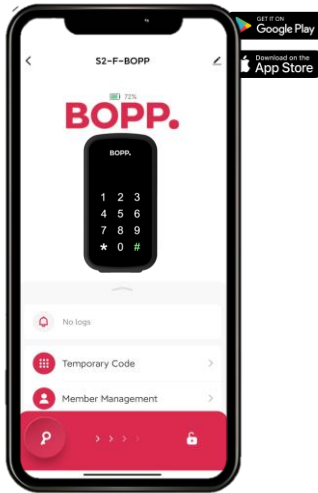 GET IT ON
Google Play
S2-F-BOPP
Download on the
App Store
72%
BOPP.
BOPP.
1 2 3
4 5 6
7 8 9
* 0 #
No logs
Temporary Code
Member Management